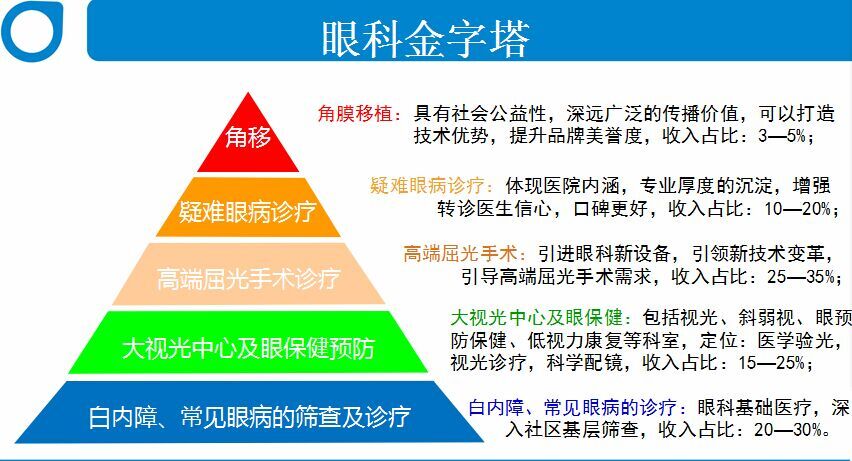 眼科金字塔
角移
角膜移植：具有社会公益性，深远广泛的传播价值，可以打造
技术优势，提升品牌美誉度，收入占比：3—5%；
疑难眼病诊疗
疑难眼病诊疗：体现医院内涵，专业厚度的沉淀，增强
转诊医生信心，口碑更好，收入占比：10—20%；
高端屈光手术诊疗
高端屈光手术：引进眼科新设备，引领新技术变革，
引导高端屈光手术需求，收入占比：25—35%；
大视光中心及眼保健预防
大视光中心及眼保健：包括视光、斜弱视、眼预
防保健、低视力康复等科室，定位：医学验光，
视光诊疗，科学配镜，收入占比：15—25%；
白内障、常见眼病的筛查及诊疗
白内障、常见眼病的诊疗：眼科基础医疗，深
入社区基层筛查，收入占比：20—30%。